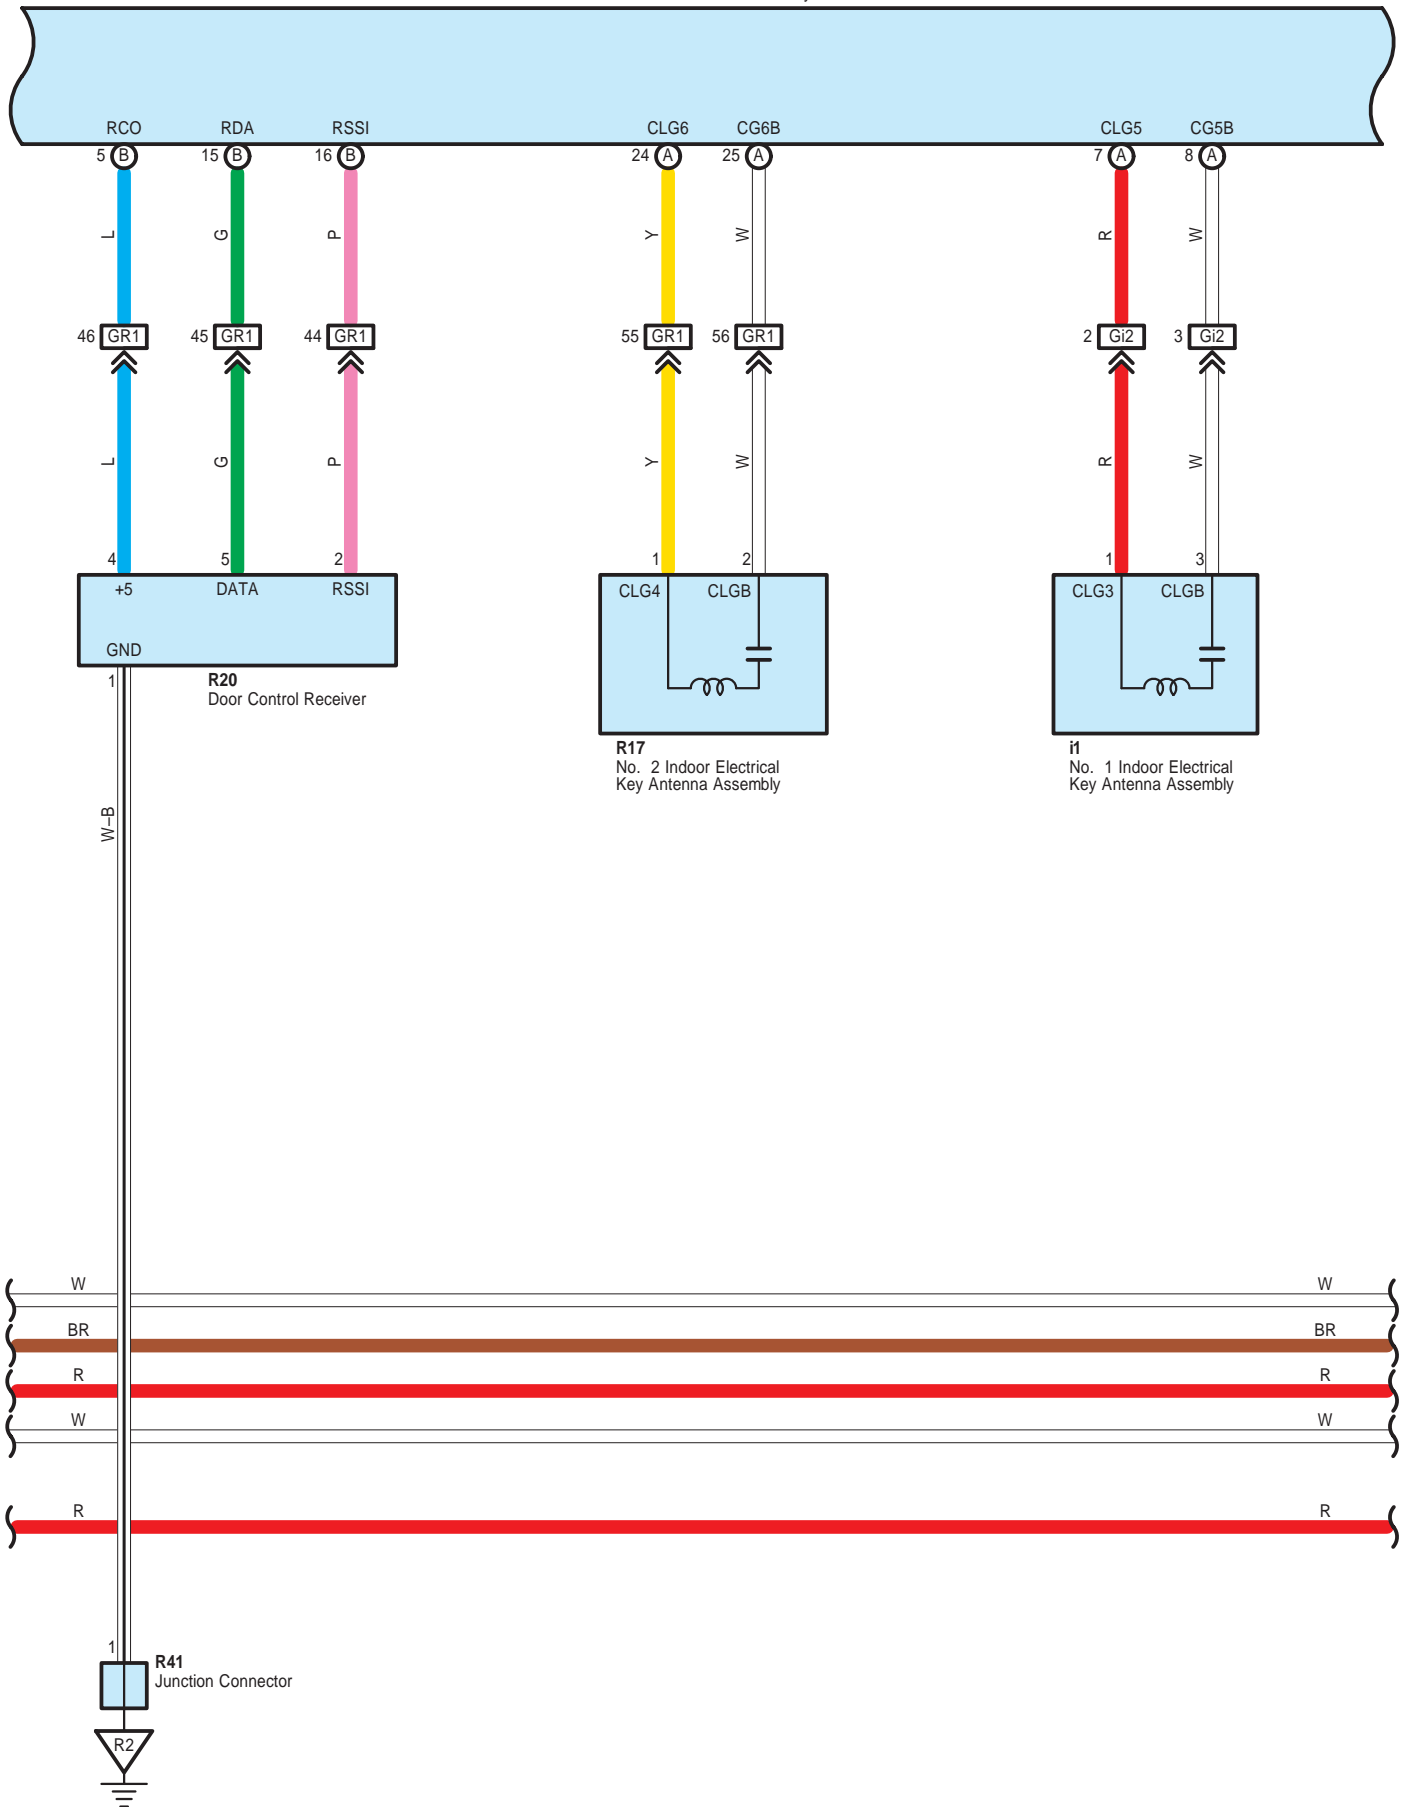 RCO RDA RSSI CLG6 CG6B CLG5 CG5B
5 B 15 B 16 B 24 A 25 A 7 A 8 A
L G P Y W R W
46 GR1 45 GR1 44 GR1 55 GR1 56 GR1 2 Gi2 3 Gi2
L G P Y W R W
4 5 2 1 2 1 3
+5 DATA RSSI CLG4 CLGB CLG3 CLGB
GND
1
R20
Door Control Receiver
R17
No. 2 Indoor Electrical
Key Antenna Assembly
i1
No. 1 Indoor Electrical
Key Antenna Assembly
W-B
W W
BR BR
R R
W W
R R
1
R41
Junction Connector
R2